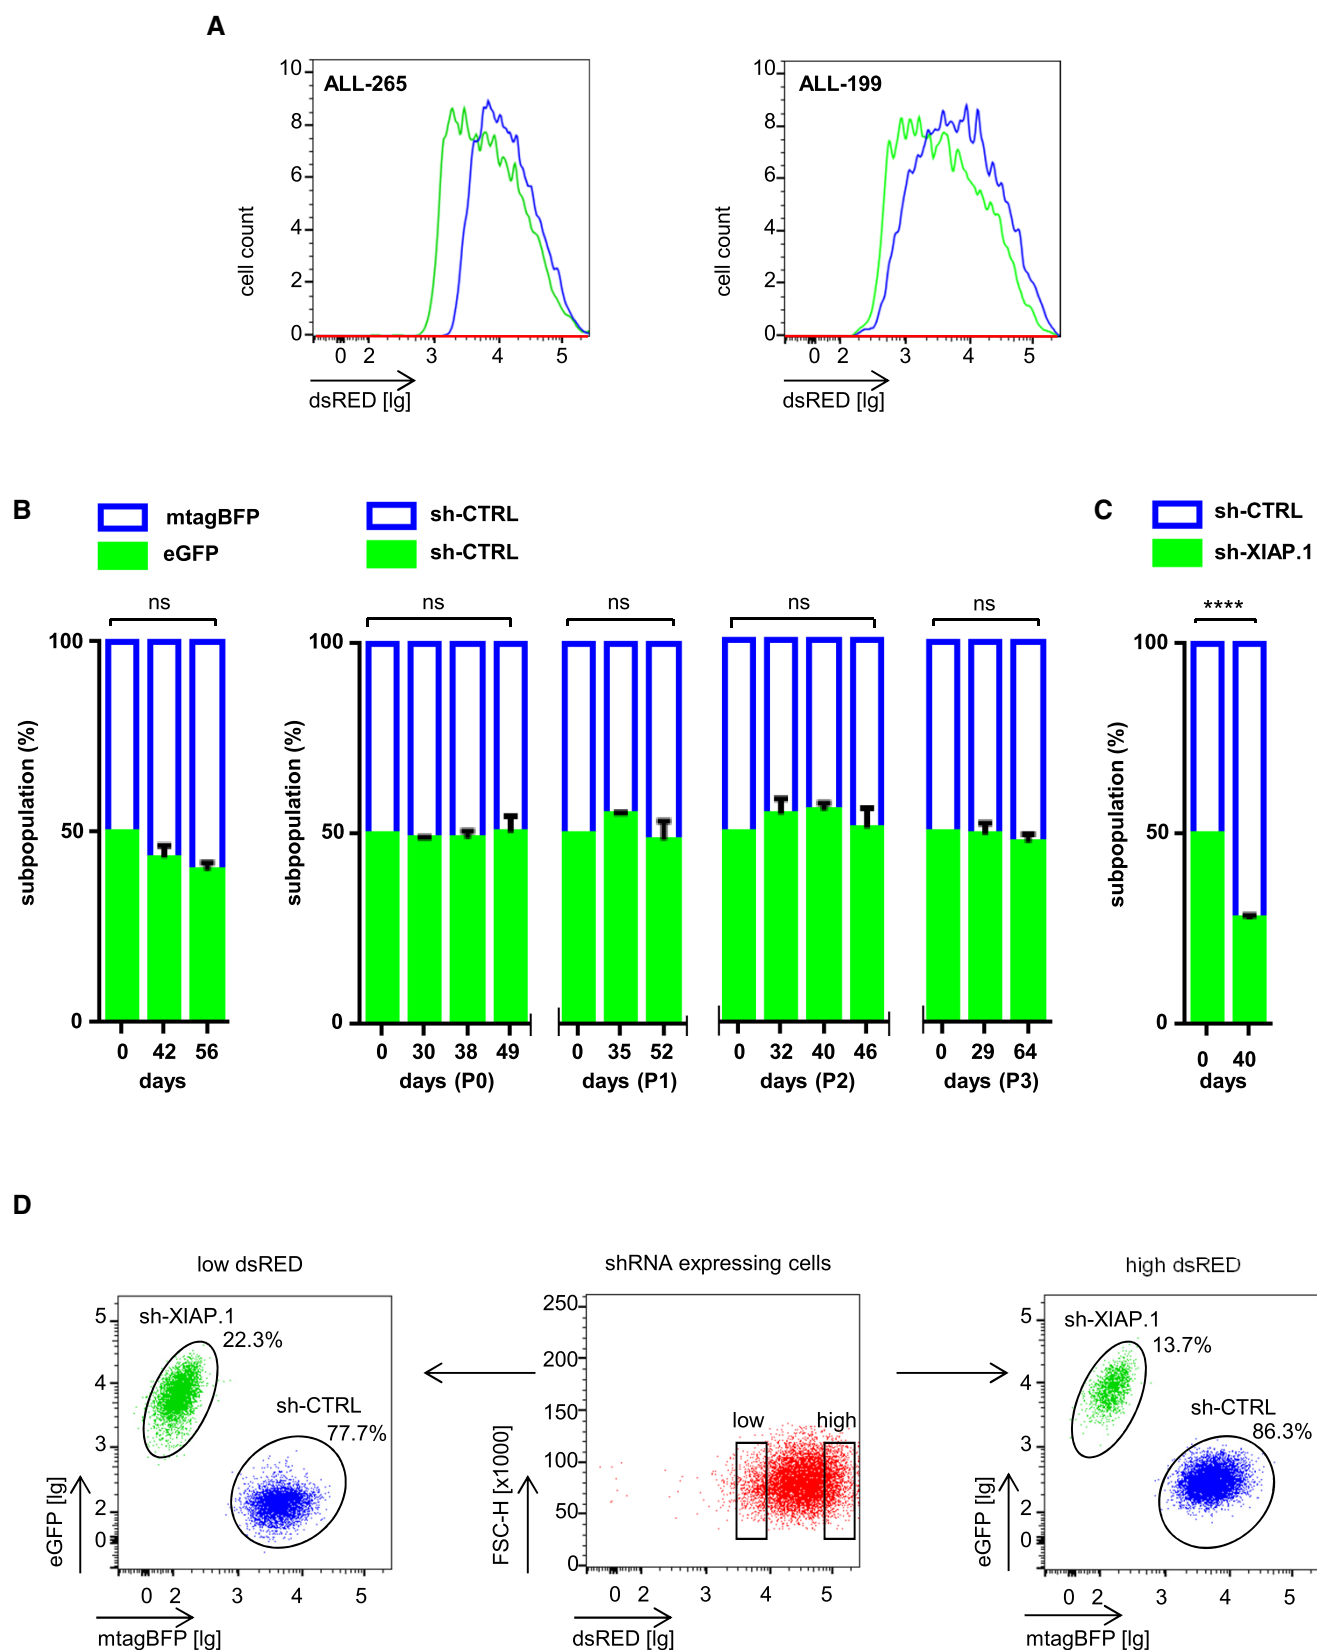 A
ALL-265
10
8
6
4
2
0
cell count
0 2 3 4 5
dsRED [lg]
ALL-199
10
8
6
4
2
0
cell count
0 2 3 4 5
dsRED [lg]
B
mtagBFP
eGFP
sh-CTRL
sh-CTRL
ns
100
50
0
subpopulation (%)
0 42 56
days
ns
100
50
0
subpopulation (%)
0 30 38 49
days (P0)
ns
0 35 52
days (P1)
ns
0 32 40 46
days (P2)
ns
0 29 64
days (P3)
C
sh-CTRL
sh-XIAP.1
****
100
50
0
subpopulation (%)
0 40
days
D
low dsRED
sh-XIAP.1
22.3%
sh-CTRL
77.7%
5
4
3
2
0
eGFP [lg]
0 2 3 4 5
mtagBFP [lg]
shRNA expressing cells
250
200
150
100
50
0
low high
FSC-H [x1000]
0 2 3 4 5
dsRED [lg]
high dsRED
sh-XIAP.1
13.7%
sh-CTRL
86.3%
5
4
3
2
0
eGFP [lg]
0 2 3 4 5
mtagBFP [lg]